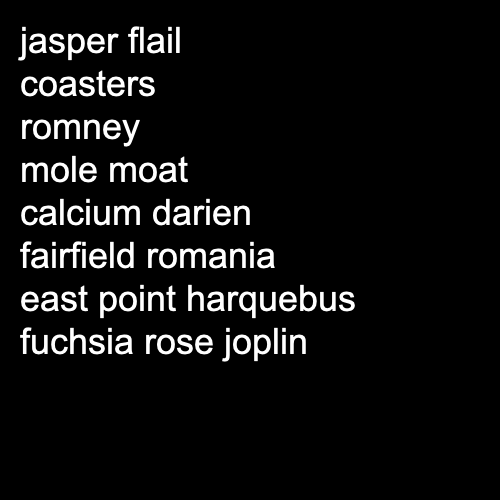 jasper flail
coasters
romney
mole moat
calcium darien
fairfield romania
east point harquebus
fuchsia rose joplin